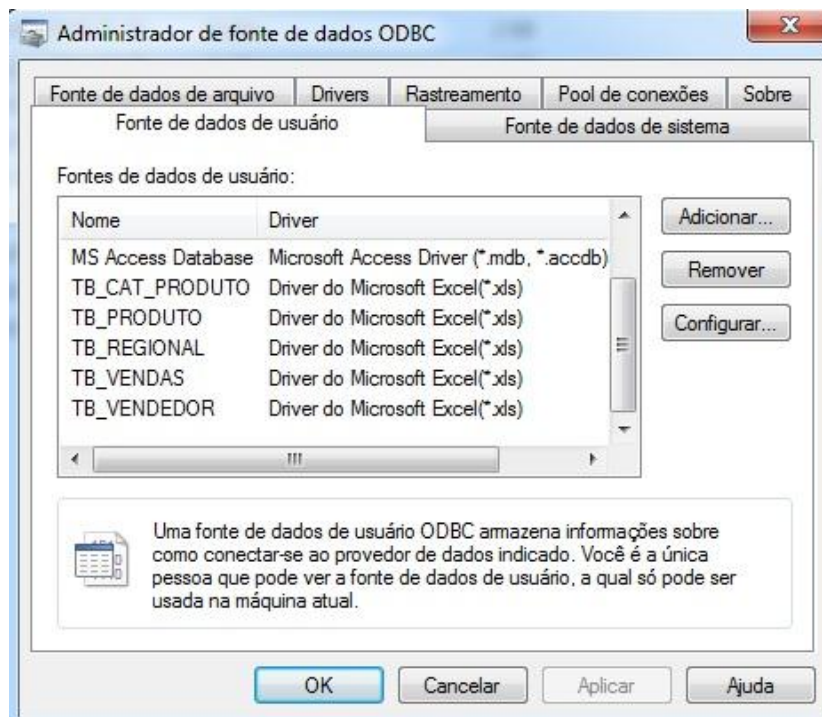 Administrador de fonte de dados ODBC
Fonte de dados de arquivo Drivers Rastreamento Pool de conexões Sobre
Fonte de dados de usuário Fonte de dados de sistema
Fontes de dados de usuário:
Nome Driver
MS Access Database Microsoft Access Driver (*.mdb, *.accdb)
TB_CAT_PRODUTO Driver do Microsoft Excel(*.xls)
TB_PRODUTO Driver do Microsoft Excel(*.xls)
TB_REGIONAL Driver do Microsoft Excel(*.xls)
TB_VENDAS Driver do Microsoft Excel(*.xls)
TB_VENDEDOR Driver do Microsoft Excel(*.xls)
Adicionar...
Remover
Configurar...
Uma fonte de dados de usuário ODBC armazena informações sobre
como conectar-se ao provedor de dados indicado. Você é a única
pessoa que pode ver a fonte de dados de usuário, a qual só pode ser
usada na máquina atual.
OK Cancelar Aplicar Ajuda